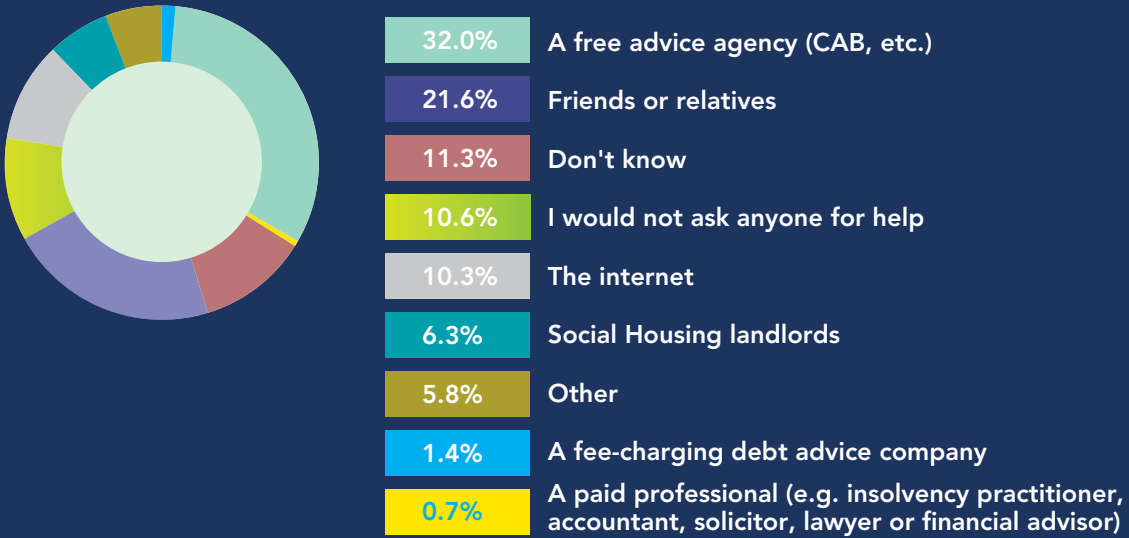 32.0% A free advice agency (CAB, etc.)
21.6% Friends or relatives
11.3% Don't know
10.6% I would not ask anyone for help
10.3% The internet
6.3% Social Housing landlords
5.8% Other
1.4% A fee-charging debt advice company
0.7% A paid professional (e.g. insolvency practitioner,
accountant, solicitor, lawyer or financial advisor)